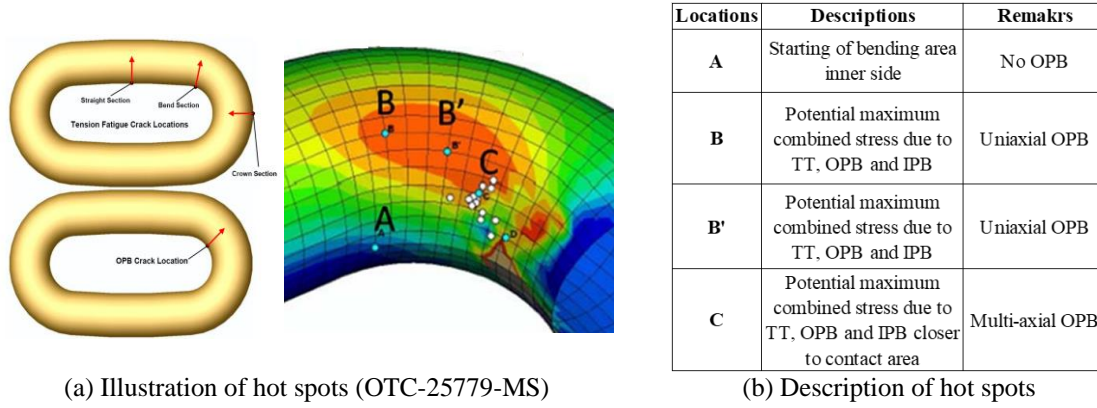 Straight Section
Bend Section
Tension Fatigue Crack Locations
Crown Section
OPB Crack Location
B
B'
C
A
B
B'
C
A
D
Locations Descriptions Remakrs
A Starting of bending area inner side No OPB
B Potential maximum combined stress due to TT, OPB and IPB Uniaxial OPB
B' Potential maximum combined stress due to TT, OPB and IPB Uniaxial OPB
C Potential maximum combined stress due to TT, OPB and IPB closer to contact area Multi-axial OPB
(a) Illustration of hot spots (OTC-25779-MS)
(b) Description of hot spots